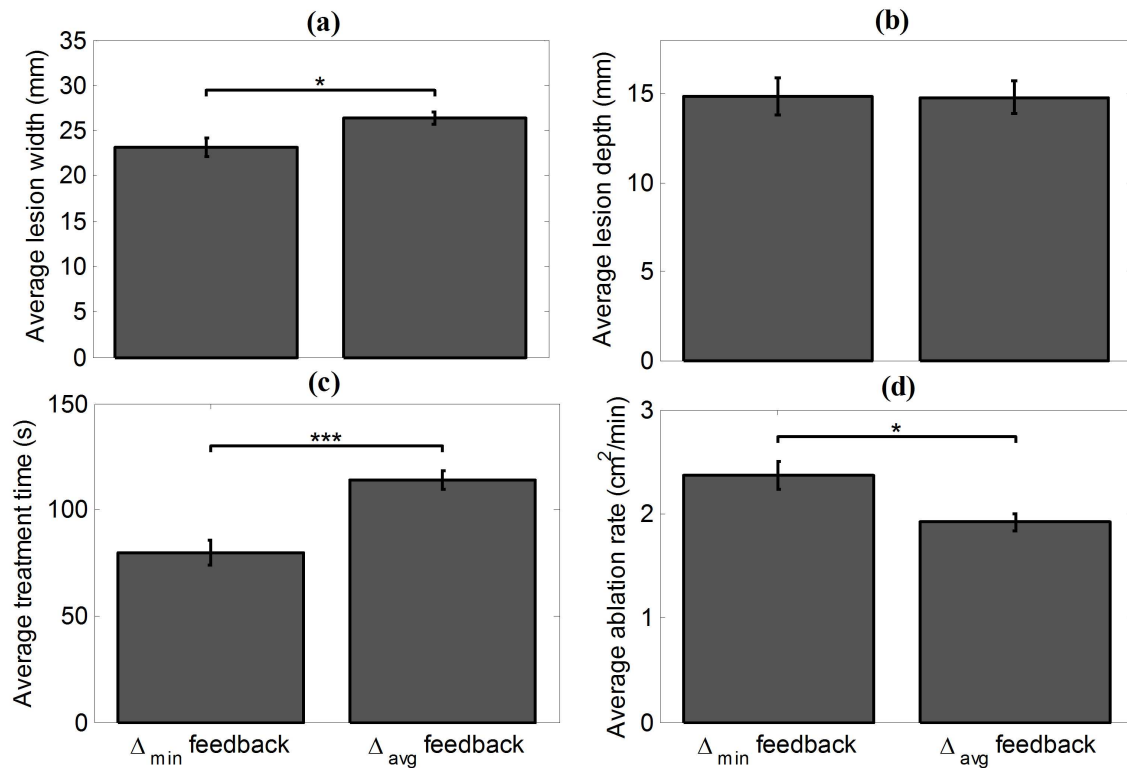 (a)
Average lesion width (mm)
35
30
25
20
15
10
5
0
*
(b)
Average lesion depth (mm)
15
10
5
0
(c)
Average treatment time (s)
150
100
50
0
***
Δmin feedback
Δavg feedback
(d)
Average ablation rate (cm²/min)
3
2
1
0
*
Δmin feedback
Δavg feedback